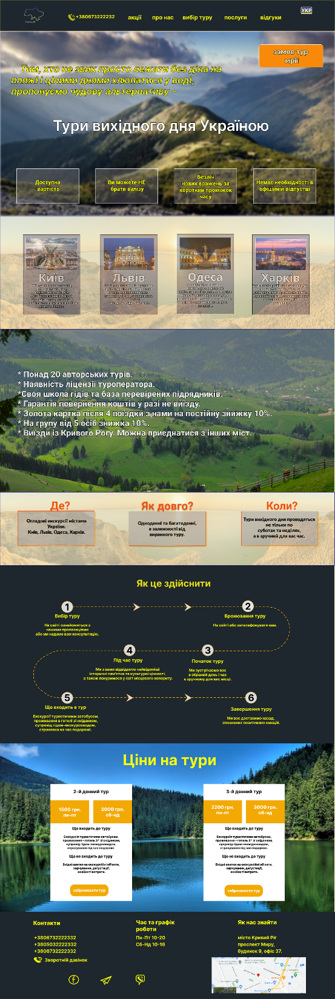 +380673222232
акції
про нас
вибір туру
послуги
відгуки
УКР
замов тур
мрії
Тим, хто не звик просто лежати без діла на
пляжі і цілими днями хлюпатися у воді,
пропонуємо чудову альтернативу –
Тури вихідного дня Україною
Доступна
вартість
Ви можете НЕ
брати валізу
Безліч
нових вражень за
короткий проміжок
часу
Немає необхідності в
офіційній відпустці
Київ
Львів
Одеса
Харків
* Понад 20 авторських турів.
* Наявність ліцензії туроператора.
*Своя школа гідів та база перевірених підрядників.
* Гарантія повернення коштів у разі не виїзду.
* Золота картка після 4 поїздки з нами на постійну знижку 10%.
* На групу від 5 осіб знижка 10%.
* Виїзди із Кривого Рогу. Можна приєднатися з інших міст.
Де?
Оглядові екскурсії містами
України.
Київ, Львів, Одеса, Харків.
Як довго?
Одноденні та багатоденні,
в залежності від
виранного туру.
Коли?
Тури вихідного дня проводяться
не тільки по
суботах та неділях,
а в зручний для вас час.
Як це здійснити
1
Вибір туру
На сайті ознайомиться з
нашими пропозиціями
або ми надамо вам консультацію.
2
Бронювання туру
На сайті або зателефонувати нам.
3
Початок туру
Ми зустрічаємо вас
в обраний день і час
в зручному для вас місці.
4
Під час туру
Ми з вами відвідаємо найвідоміші
історичні пам'ятки та культурні цінності,
а також понуримося у світ місцевого колориту.
5
Що входить в тур
Екскурсії туристичним автобусом,
проживання в готелі зі сніданком,
супровід гідом-екскурсоводом,
страховка на час подорожі.
6
Завершення туру
Ми вас доставимо назад,
сповнених позитивних емоцій.
Ціни на тури
2-й денний тур
1500 грн.
пн-пт
2000 грн.
сб-нд
Що входить до туру
Екскурсія туристичним автобусом,
проживання – готель 3* зі сніданком,
супровід гідом-екскурсоводом,
страхування під час подорожі.
Що не входить до туру
Вхідні квитки на екскурсійні об'єкти,
харчування, дегустації,
особисті витрати.
забронювати тур
3-й денний тур
2200 грн.
пн-пт
3000 грн.
сб-нд
Що входить до туру
Екскурсія туристичним автобусом,
проживання – готель 3* зі сніданком,
супровід гідом-екскурсоводом,
страхування під час подорожі.
Що не входить до туру
Вхідні квитки на екскурсійні об'єкти,
харчування, дегустації,
особисті витрати.
забронювати тур
Контакти
+3806732222332
+3805032222332
+3806732222332
Зворотній дзвінок
Час та графік
роботи
Пн-Пт 10-20
Сб-Нд 10-16
Як нас знайти
місто Кривий Ріг
проспект Миру,
будинок 9, офіс 37.